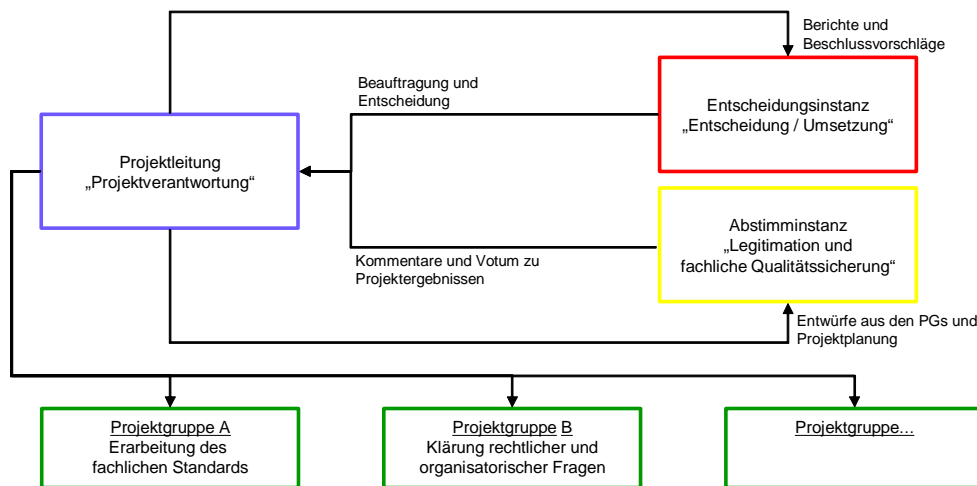 Berichte und
Beschlussvorschläge
Beauftragung und
Entscheidung
Entscheidungsinstanz
„Entscheidung / Umsetzung“
Projektleitung
„Projektverantwortung“
Abstimminstanz
„Legitimation und
fachliche Qualitätssicherung“
Kommentare und Votum zu
Projektergebnissen
Entwürfe aus den PGs und
Projektplanung
Projektgruppe A
Erarbeitung des
fachlichen Standards
Projektgruppe B
Klärung rechtlicher und
organisatorischer Fragen
Projektgruppe...